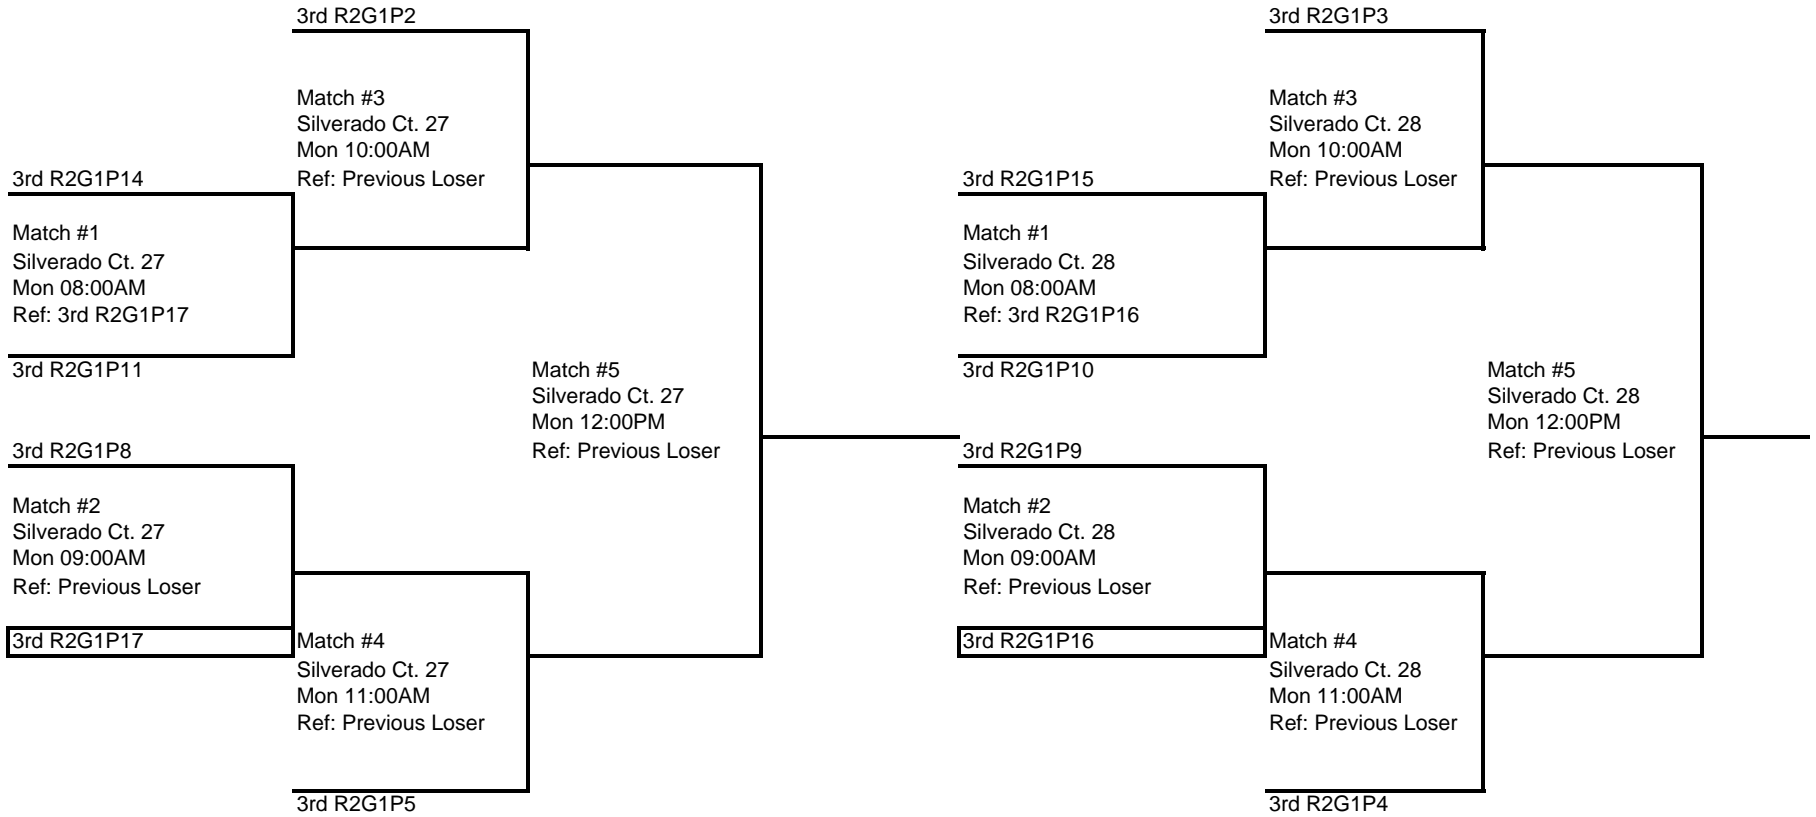 3rd R2G1P2
Match #3
Silverado Ct. 27
Mon 10:00AM
Ref: Previous Loser
3rd R2G1P14
Match #1
Silverado Ct. 27
Mon 08:00AM
Ref: 3rd R2G1P17
3rd R2G1P11
Match #5
Silverado Ct. 27
Mon 12:00PM
Ref: Previous Loser
3rd R2G1P8
Match #2
Silverado Ct. 27
Mon 09:00AM
Ref: Previous Loser
3rd R2G1P17
Match #4
Silverado Ct. 27
Mon 11:00AM
Ref: Previous Loser
3rd R2G1P5
3rd R2G1P3
Match #3
Silverado Ct. 28
Mon 10:00AM
Ref: Previous Loser
3rd R2G1P15
Match #1
Silverado Ct. 28
Mon 08:00AM
Ref: 3rd R2G1P16
3rd R2G1P10
Match #5
Silverado Ct. 28
Mon 12:00PM
Ref: Previous Loser
3rd R2G1P9
Match #2
Silverado Ct. 28
Mon 09:00AM
Ref: Previous Loser
3rd R2G1P16
Match #4
Silverado Ct. 28
Mon 11:00AM
Ref: Previous Loser
3rd R2G1P4